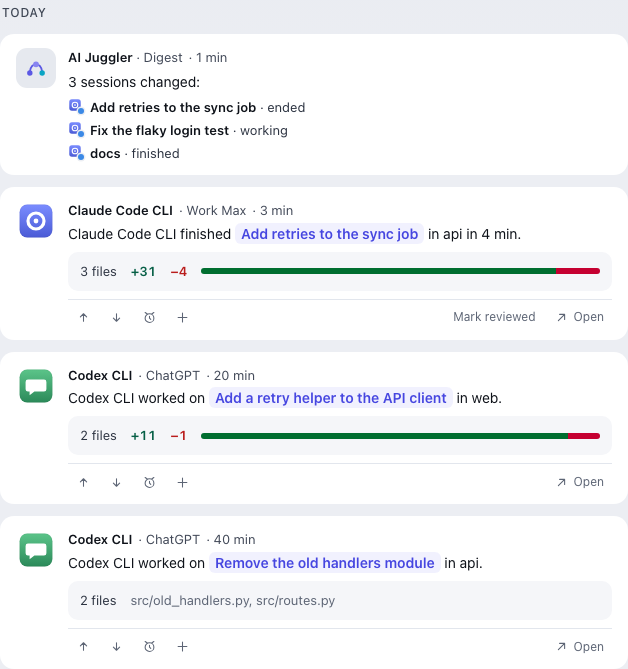 TODAY
AI Juggler · Digest · 1 min
3 sessions changed:
Add retries to the sync job · ended
Fix the flaky login test · working
docs · finished
Claude Code CLI · Work Max · 3 min
Claude Code CLI finished Add retries to the sync job in api in 4 min.
3 files +31 −4
Mark reviewed Open
Codex CLI · ChatGPT · 20 min
Codex CLI worked on Add a retry helper to the API client in web.
2 files +11 −1
Open
Codex CLI · ChatGPT · 40 min
Codex CLI worked on Remove the old handlers module in api.
2 files src/old_handlers.py, src/routes.py
Open